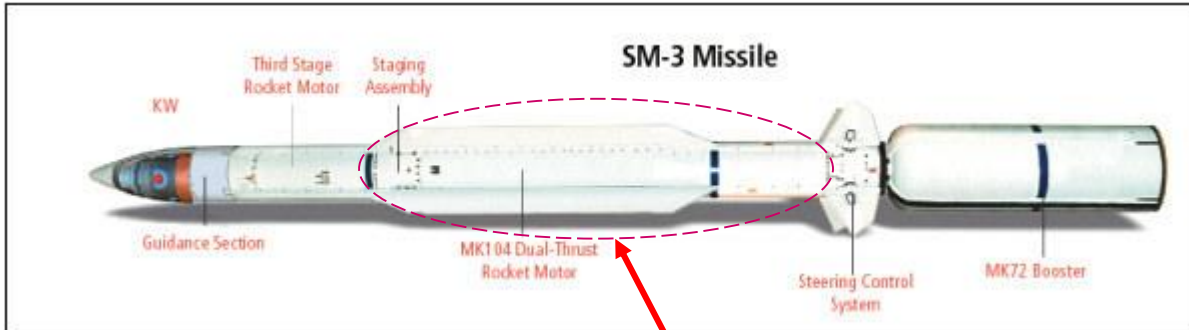 SM-3 Missile
Third Stage
Rocket Motor
Staging
Assembly
KW
Guidance Section
MK104 Dual-Thrust
Rocket Motor
Steering Control
System
MK72 Booster